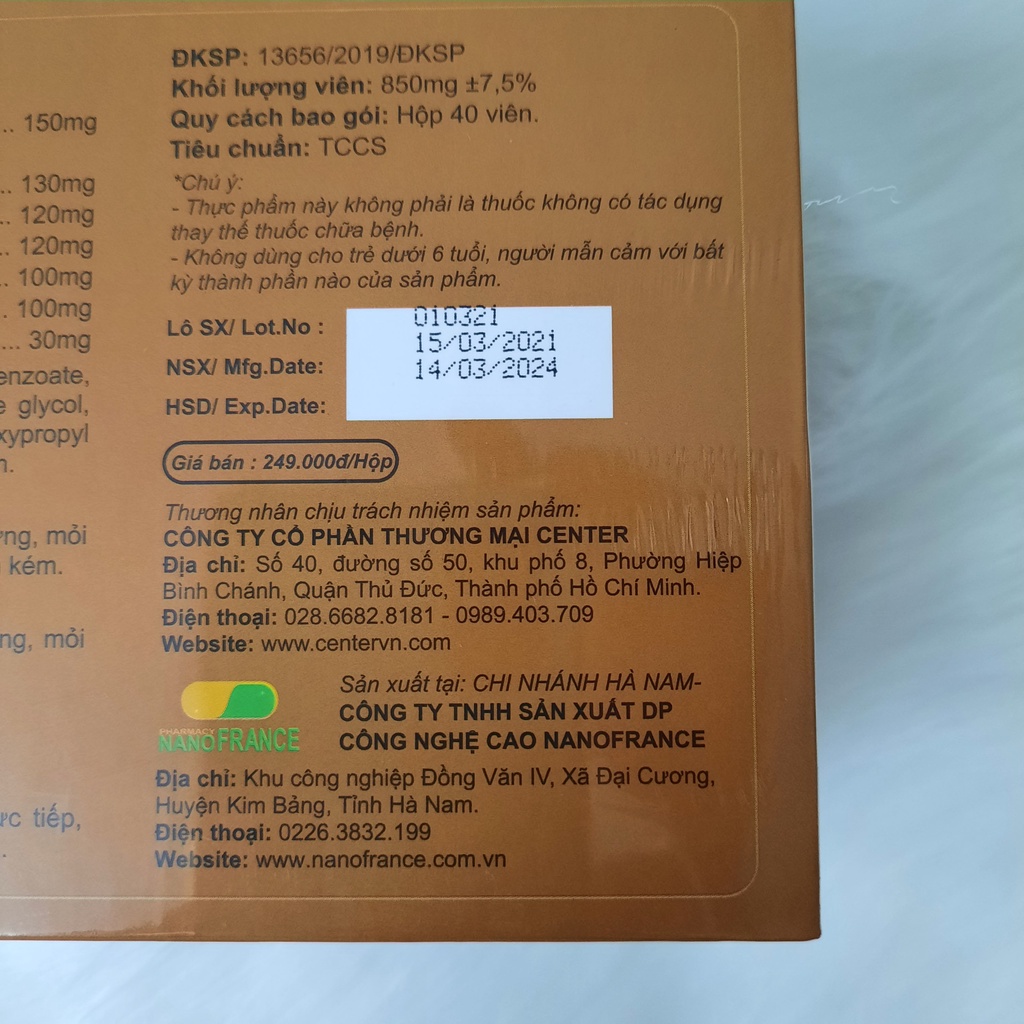 .. 150mg
.. 130mg
.. 120mg
.. 120mg
.. 100mg
. 100mg
... 30mg
enzoate,
e glycol,
xypropyl
n.
ng, mỏi
kém.
ng, mỏi
ực tiếp,
ĐKSP: 13656/2019/ĐKSP
Khối lượng viên: 850mg ±7,5%
Quy cách bao gói: Hộp 40 viên.
Tiêu chuẩn: TCCS
*Chú ý:
- Thực phẩm này không phải là thuốc không có tác dụng
thay thế thuốc chữa bệnh.
- Không dùng cho trẻ dưới 6 tuổi, người mẫn cảm với bất
kỳ thành phần nào của sản phẩm.
Lô SX/ Lot.No :
NSX/ Mfg.Date:
HSD/ Exp.Date:
010321
15/03/2021
14/03/2024
Giá bán : 249.000đ/Hộp
Thương nhân chịu trách nhiệm sản phẩm:
CÔNG TY CỔ PHẦN THƯƠNG MẠI CENTER
Địa chỉ: Số 40, đường số 50, khu phố 8, Phường Hiệp
Bình Chánh, Quận Thủ Đức, Thành phố Hồ Chí Minh.
Điện thoại: 028.6682.8181 - 0989.403.709
Website: www.centervn.com
PHARMACY
NANO FRANCE
Sản xuất tại: CHI NHÁNH HÀ NAM-
CÔNG TY TNHH SẢN XUẤT DP
CÔNG NGHỆ CAO NANOFRANCE
Địa chỉ: Khu công nghiệp Đồng Văn IV, Xã Đại Cương,
Huyện Kim Bảng, Tỉnh Hà Nam.
Điện thoại: 0226.3832.199
Website: www.nanofrance.com.vn